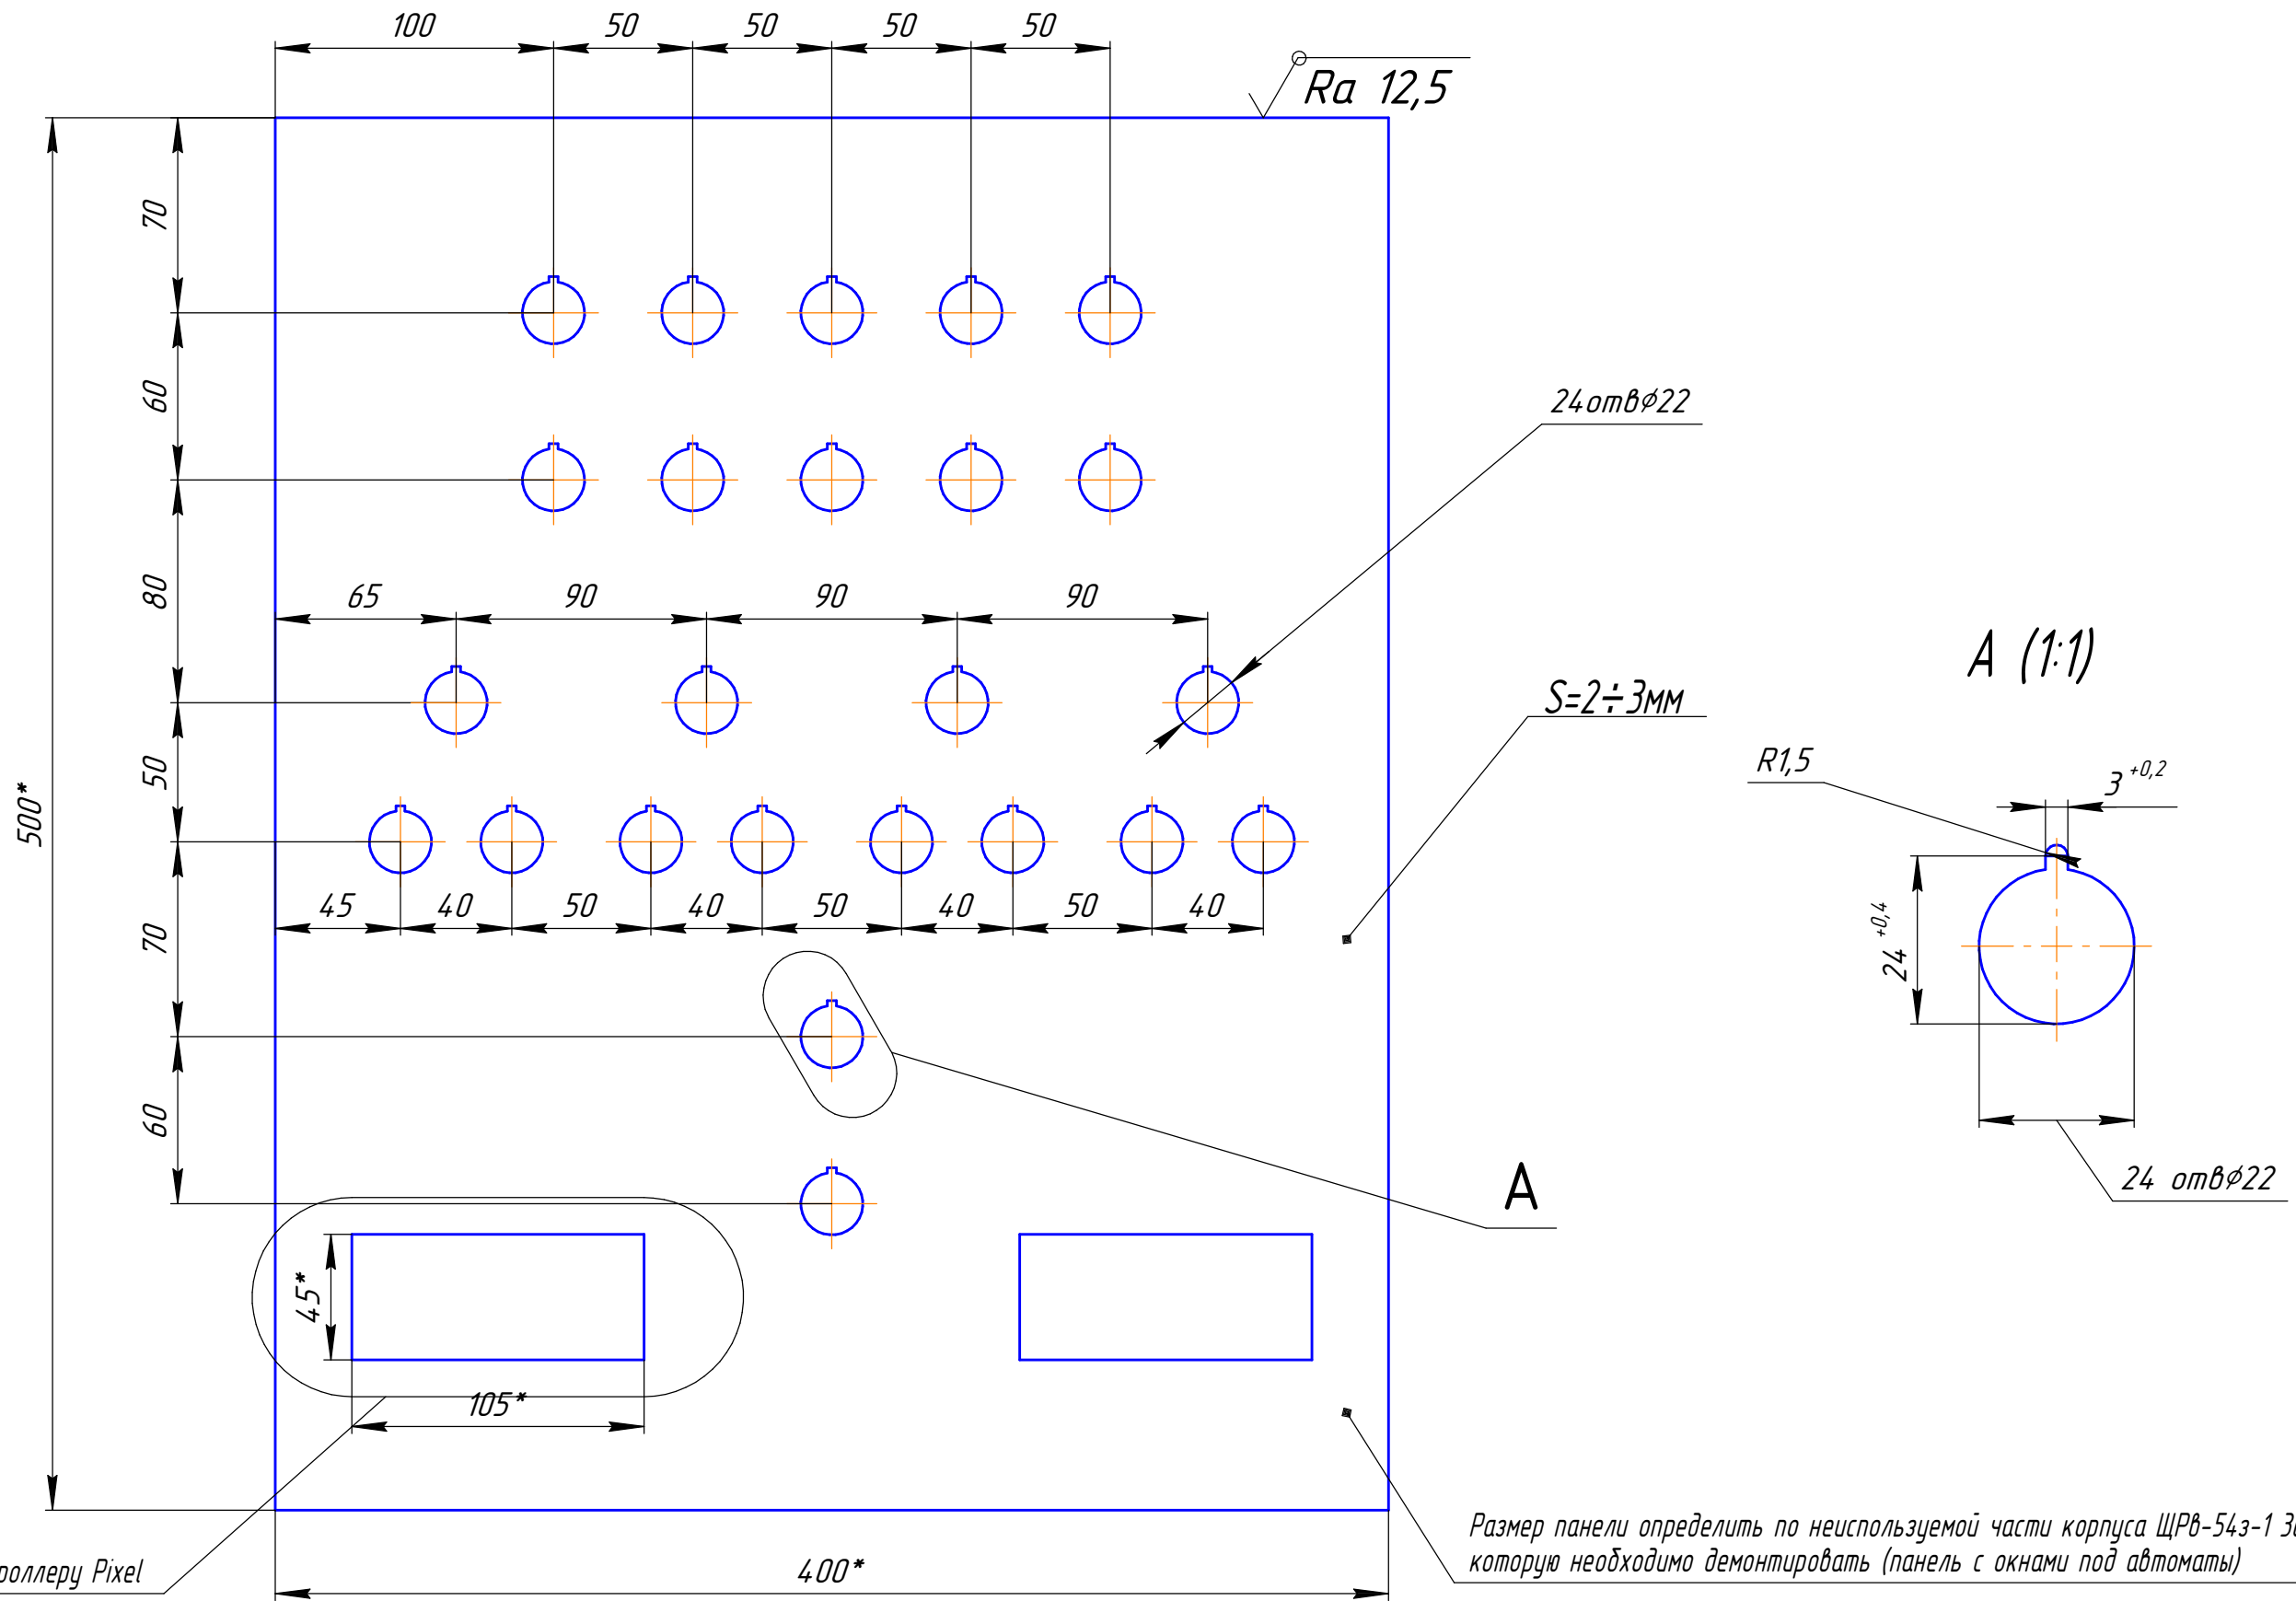 100
50
50
50
50
Ra 12,5
70
60
24отв⌀22
80
65
90
90
90
A (1:1)
S=2÷3мм
R1,5
3 +0,2
50
500*
45
40
50
40
50
40
50
40
24 +0,4
70
60
A
24 отв⌀22
45*
105*
Размер панели определить по неиспользуемой части корпуса ЩРв-54з-1
которую необходимо демонтировать (панель с окнами под автоматы)
Pixel
400*